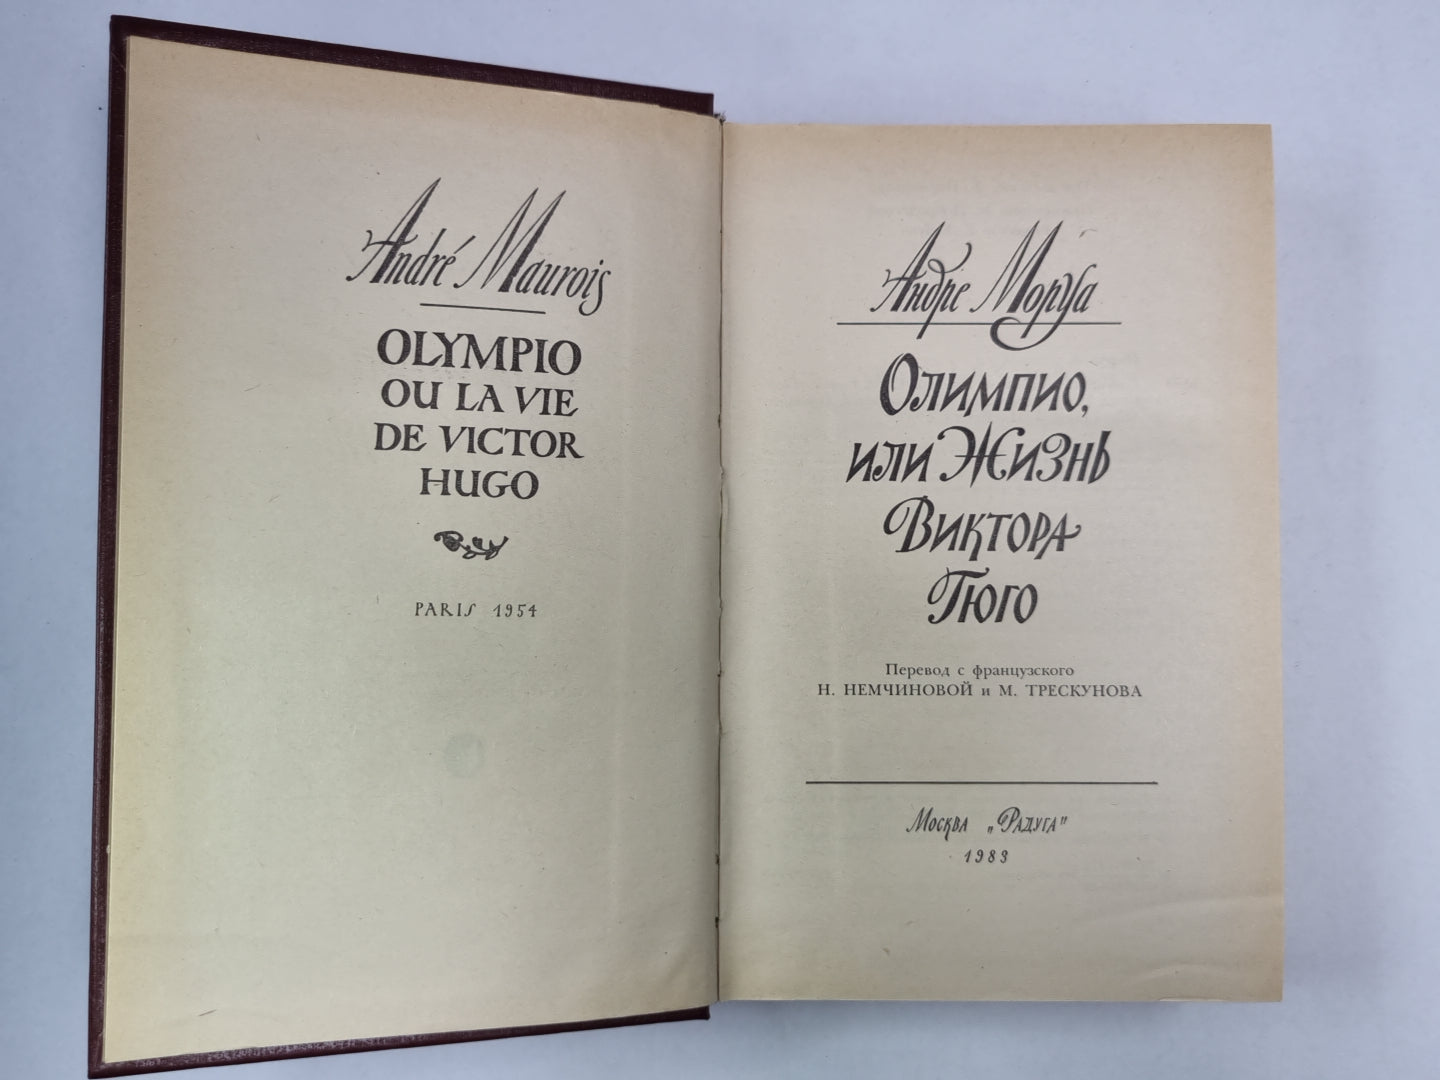 André Maurois
OLYMPIO
OU LA VIE
DE VICTOR
HUGO
PARIS 1954
Андре Моруа
Олимпио,
или Жизнь
Виктора
Гюго
Перевод с французского
Н. НЕМЧИНОВОЙ и М. ТРЕСКУНОВА
Москва „Радуга"
1983